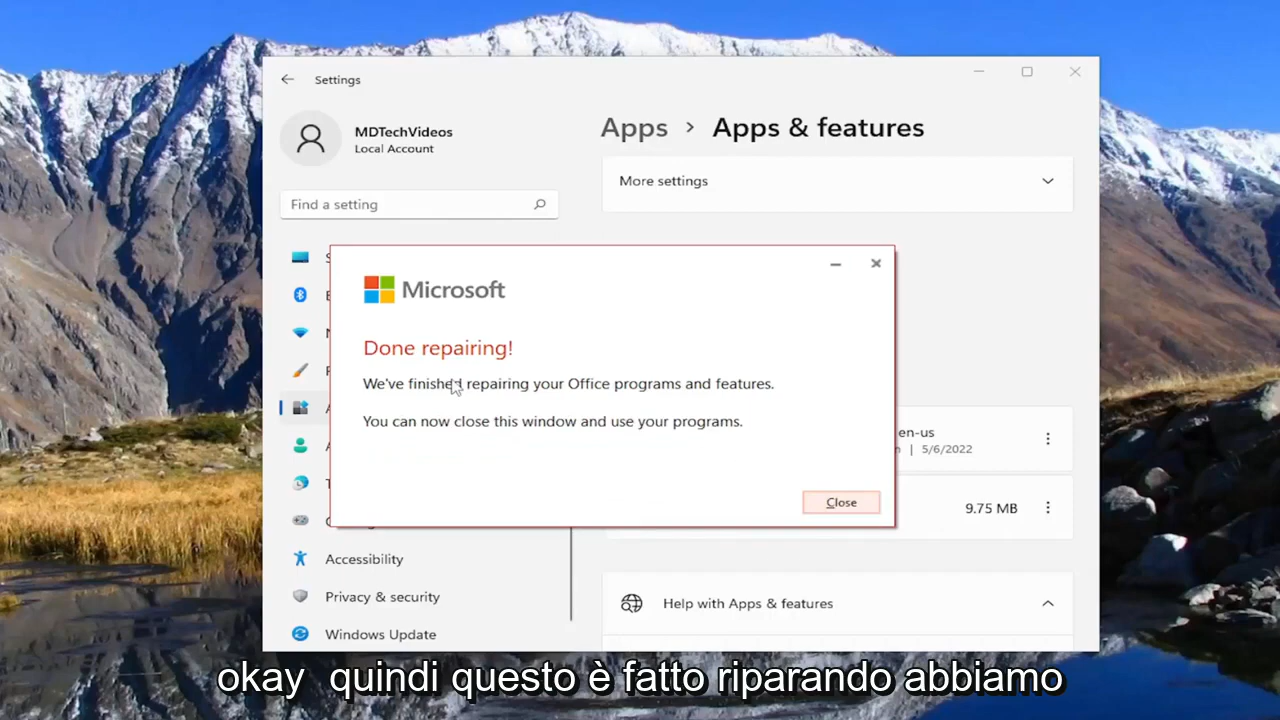 Settings
MDTechVideos
Local Account
Find a setting
Apps > Apps & features
More settings
Microsoft
Done repairing!
We've finished repairing your Office programs and features.
You can now close this window and use your programs.
Close
en-us
| 5/6/2022
9.75 MB
Accessibility
Privacy & security
Windows Update
Help with Apps & features
okay quindi questo è fatto riparando abbiamo